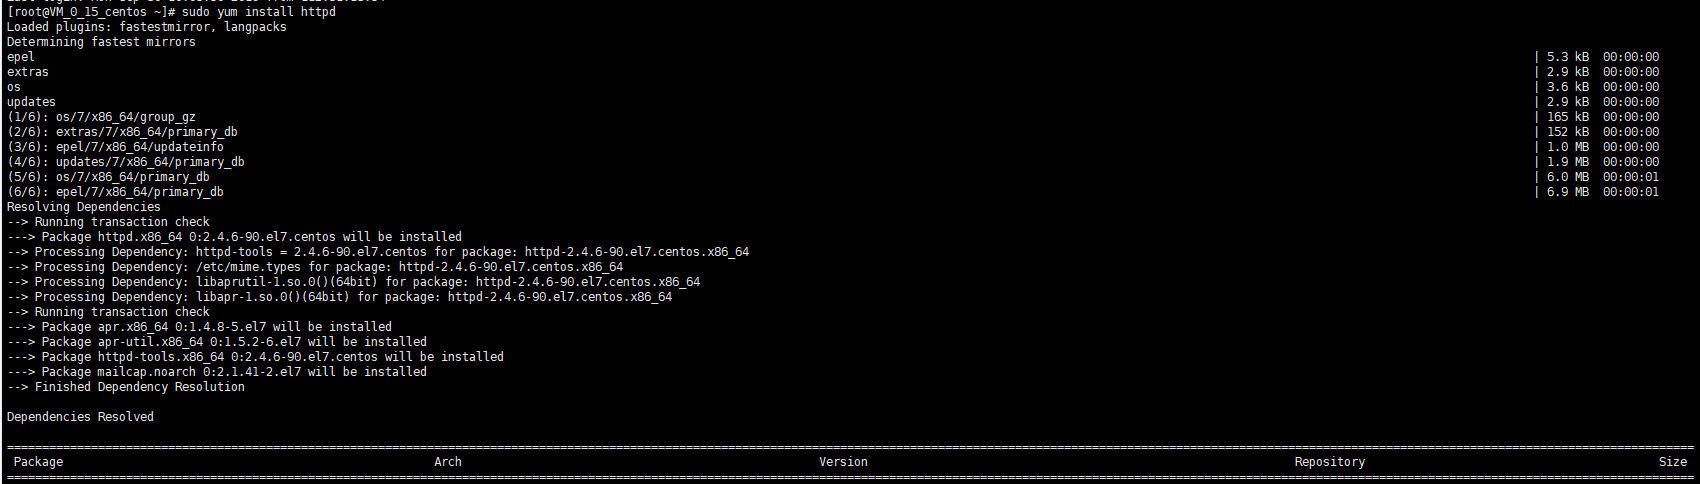 [root@VM_0_15_centos ~]# sudo yum install httpd
Loaded plugins: fastestmirror, langpacks
Determining fastest mirrors
epel | 5.3 kB 00:00:00
extras | 2.9 kB 00:00:00
os | 3.6 kB 00:00:00
updates | 2.9 kB 00:00:00
(1/6): os/7/x86_64/group_gz | 165 kB 00:00:00
(2/6): extras/7/x86_64/primary_db | 152 kB 00:00:00
(3/6): epel/7/x86_64/updateinfo | 1.0 MB 00:00:00
(4/6): updates/7/x86_64/primary_db | 1.9 MB 00:00:00
(5/6): os/7/x86_64/primary_db | 6.0 MB 00:00:01
(6/6): epel/7/x86_64/primary_db | 6.9 MB 00:00:01
Resolving Dependencies
--> Running transaction check
---> Package httpd.x86_64 0:2.4.6-90.el7.centos will be installed
--> Processing Dependency: httpd-tools = 2.4.6-90.el7.centos for package: httpd-2.4.6-90.el7.centos.x86_64
--> Processing Dependency: /etc/mime.types for package: httpd-2.4.6-90.el7.centos.x86_64
--> Processing Dependency: libaprutil-1.so.0()(64bit) for package: httpd-2.4.6-90.el7.centos.x86_64
--> Processing Dependency: libapr-1.so.0()(64bit) for package: httpd-2.4.6-90.el7.centos.x86_64
--> Running transaction check
---> Package apr.x86_64 0:1.4.8-5.el7 will be installed
---> Package apr-util.x86_64 0:1.5.2-6.el7 will be installed
---> Package httpd-tools.x86_64 0:2.4.6-90.el7.centos will be installed
---> Package mailcap.noarch 0:2.1.41-2.el7 will be installed
--> Finished Dependency Resolution
Dependencies Resolved
Package Arch Version Repository Size